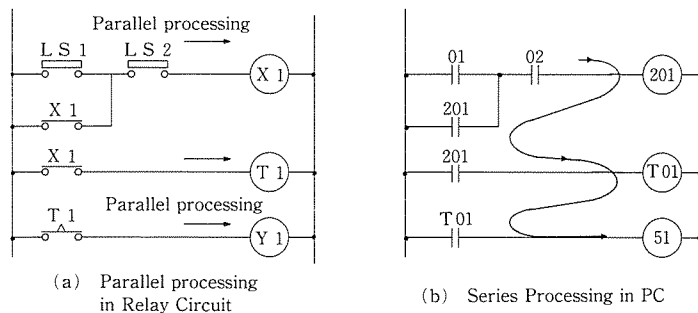 Parallel processing
LS1 LS2
X1
X1
X1
T1
Parallel processing
T1
Y1
(a) Parallel processing
in Relay Circuit
01 02
201
201
201
T01
T01
51
(b) Series Processing in PC